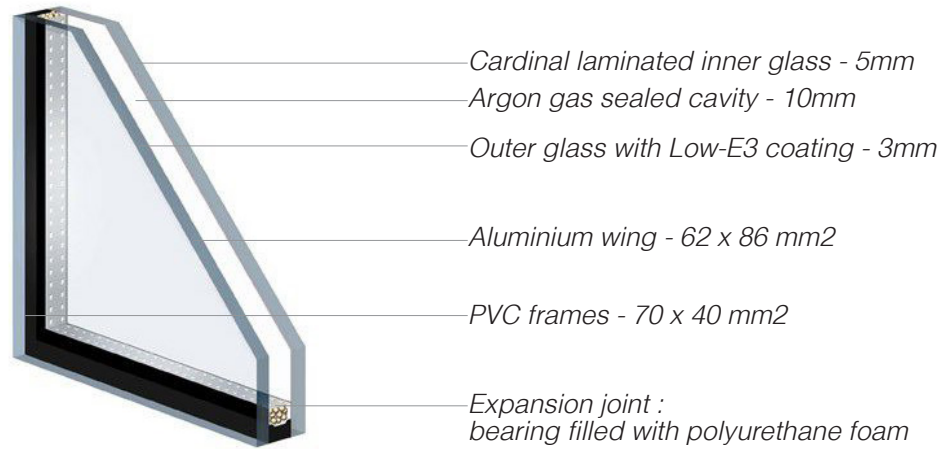 Cardinal laminated inner glass - 5mm
Argon gas sealed cavity - 10mm
Outer glass with Low-E3 coating - 3mm
Aluminium wing - 62 x 86 mm2
PVC frames - 70 x 40 mm2
Expansion joint :
bearing filled with polyurethane foam